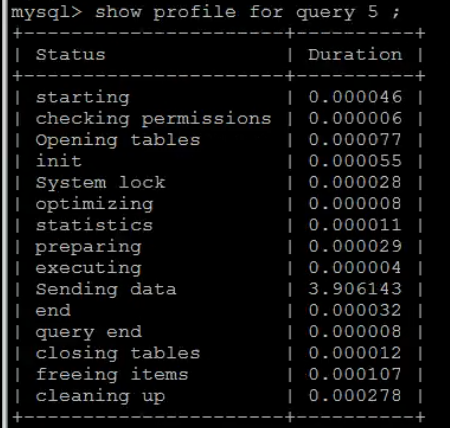 mysql> show profile for query 5 ;
+----------------------+----------+
| Status               | Duration |
+----------------------+----------+
| starting             | 0.000046 |
| checking permissions | 0.000006 |
| Opening tables       | 0.000077 |
| init                 | 0.000055 |
| System lock          | 0.000028 |
| optimizing           | 0.000008 |
| statistics           | 0.000011 |
| preparing            | 0.000029 |
| executing            | 0.000004 |
| Sending data         | 3.906143 |
| end                  | 0.000032 |
| query end            | 0.000008 |
| closing tables       | 0.000012 |
| freeing items        | 0.000107 |
| cleaning up          | 0.000278 |
+----------------------+----------+